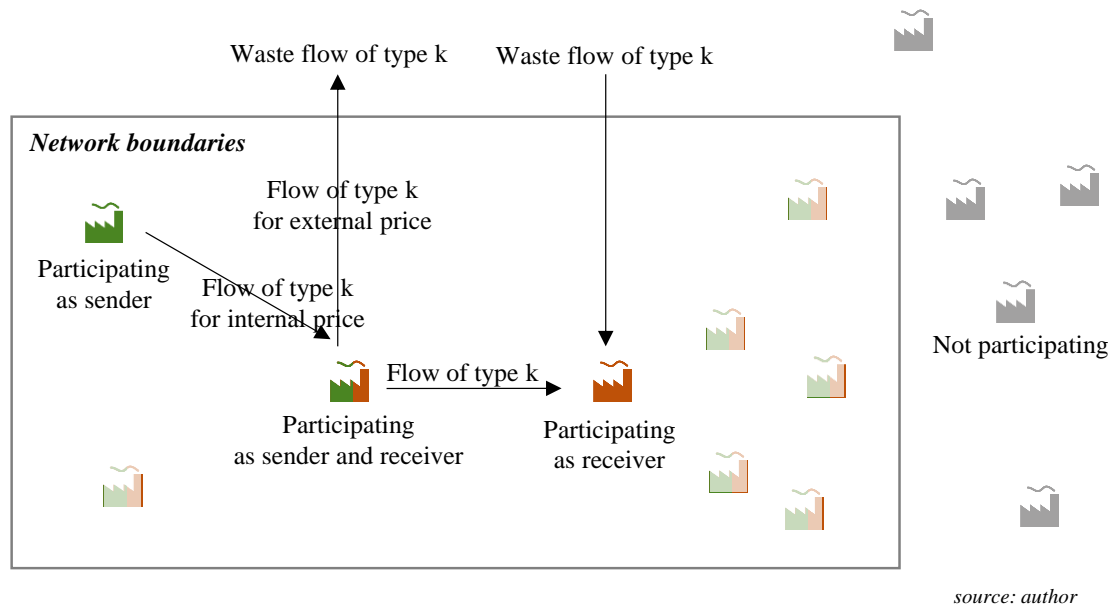 Waste flow of type k
Waste flow of type k
Network boundaries
Flow of type k
for external price
Participating
as sender
Flow of type k
for internal price
Not participating
Flow of type k
Participating
as sender and receiver
Participating
as receiver
source: author